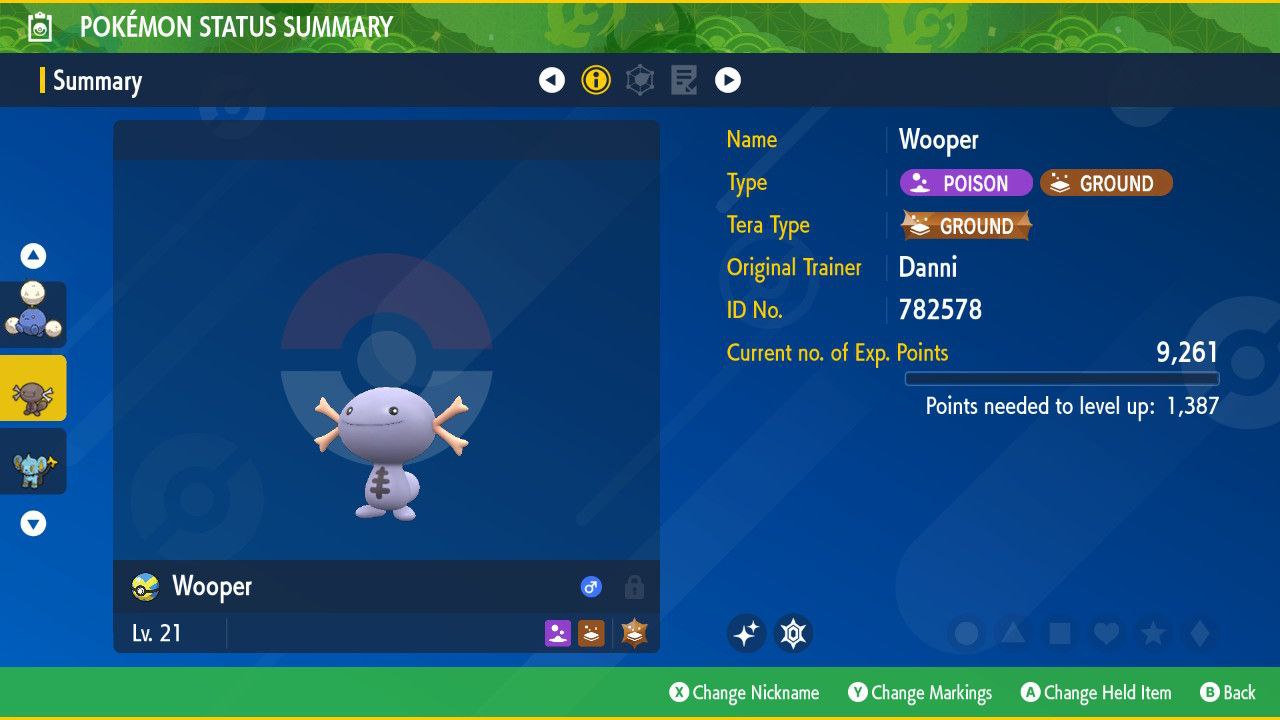 POKÉMON STATUS SUMMARY
Summary
Name Wooper
Type POISON GROUND
Tera Type GROUND
Original Trainer Danni
ID No. 782578
Current no. of Exp. Points 9,261
Points needed to level up: 1,387
Wooper
Lv. 21
X Change Nickname Y Change Markings A Change Held Item B Back